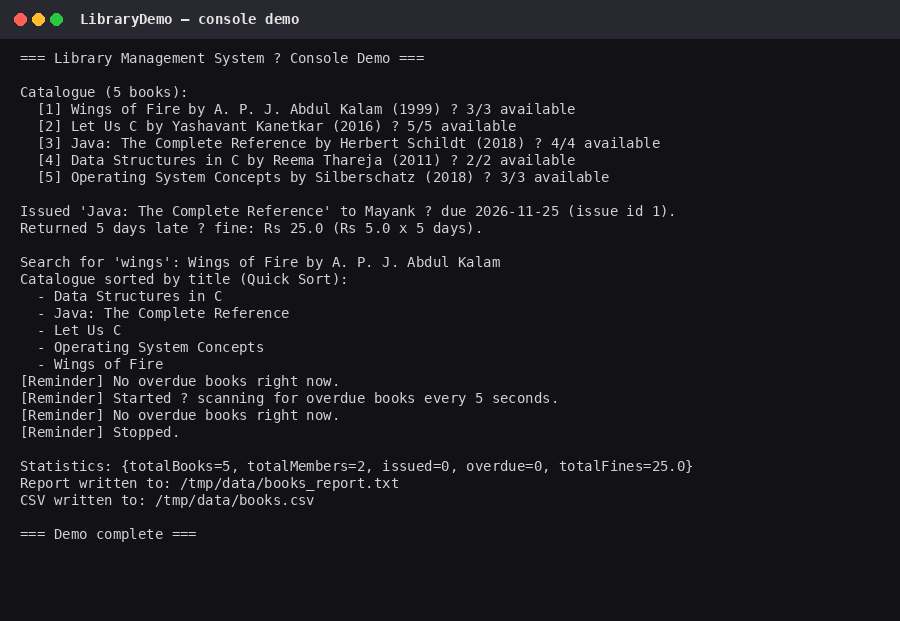 LibraryDemo — console demo
=== Library Management System ? Console Demo ===
Catalogue (5 books):
[1] Wings of Fire by A. P. J. Abdul Kalam (1999) ? 3/3 available
[2] Let Us C by Yashavant Kanetkar (2016) ? 5/5 available
[3] Java: The Complete Reference by Herbert Schildt (2018) ? 4/4 available
[4] Data Structures in C by Reema Thareja (2011) ? 2/2 available
[5] Operating System Concepts by Silberschatz (2018) ? 3/3 available
Issued 'Java: The Complete Reference' to Mayank ? due 2026-11-25 (issue id 1).
Returned 5 days late ? fine: Rs 25.0 (Rs 5.0 x 5 days).
Search for 'wings': Wings of Fire by A. P. J. Abdul Kalam
Catalogue sorted by title (Quick Sort):
- Data Structures in C
- Java: The Complete Reference
- Let Us C
- Operating System Concepts
- Wings of Fire
[Reminder] No overdue books right now.
[Reminder] Started ? scanning for overdue books every 5 seconds.
[Reminder] No overdue books right now.
[Reminder] Stopped.
Statistics: {totalBooks=5, totalMembers=2, issued=0, overdue=0, totalFines=25.0}
Report written to: /tmp/data/books_report.txt
CSV written to: /tmp/data/books.csv
=== Demo complete ===